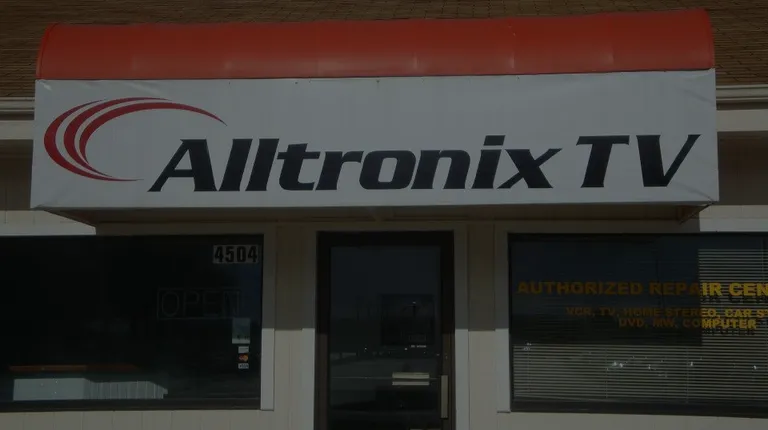 Alltronix TV
4504
OPEN
AUTHORIZED REPAIR CEN
VCR, TV, HOME STEREO, CAR S
DVD, MW, COMPUTER